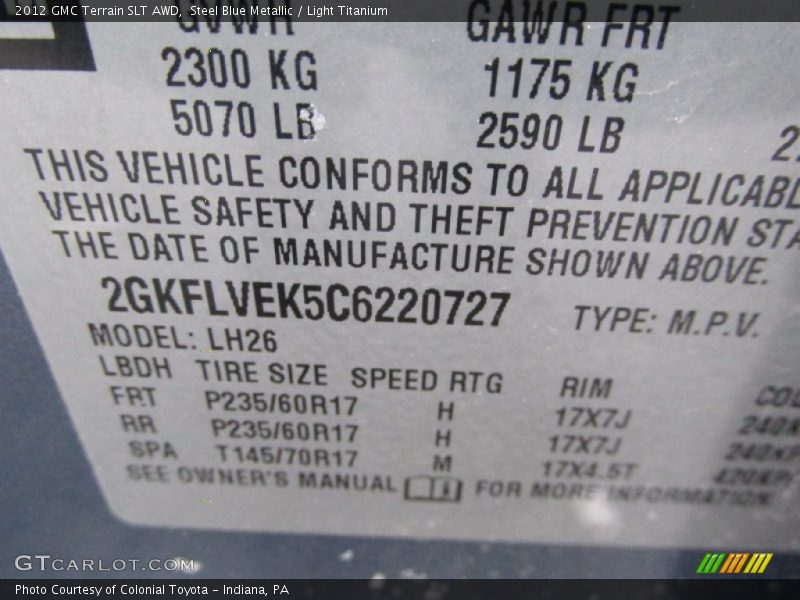 2012 GMC Terrain SLT AWD, Steel Blue Metallic / Light Titanium
GVWR GAWR FRT
2300 KG 1175 KG
5070 LB 2590 LB
THIS VEHICLE CONFORMS TO ALL
VEHICLE SAFETY AND THEFT PREVENTION
THE DATE OF MANUFACTURE SHOWN ABOVE.
2GKFLVEK5C6220727 TYPE: M.P.V.
MODEL: LH26
LBDH TIRE SIZE SPEED RTG RIM
FRT P235/60R17 H 17X7J
RR P235/60R17 H 17X7J
SPA T145/70R17 M 17X4.5T
SEE OWNER'S MANUAL FOR MORE INFORMATION.
GTCARLOT.COM
Photo Courtesy of Colonial Toyota - Indiana, PA